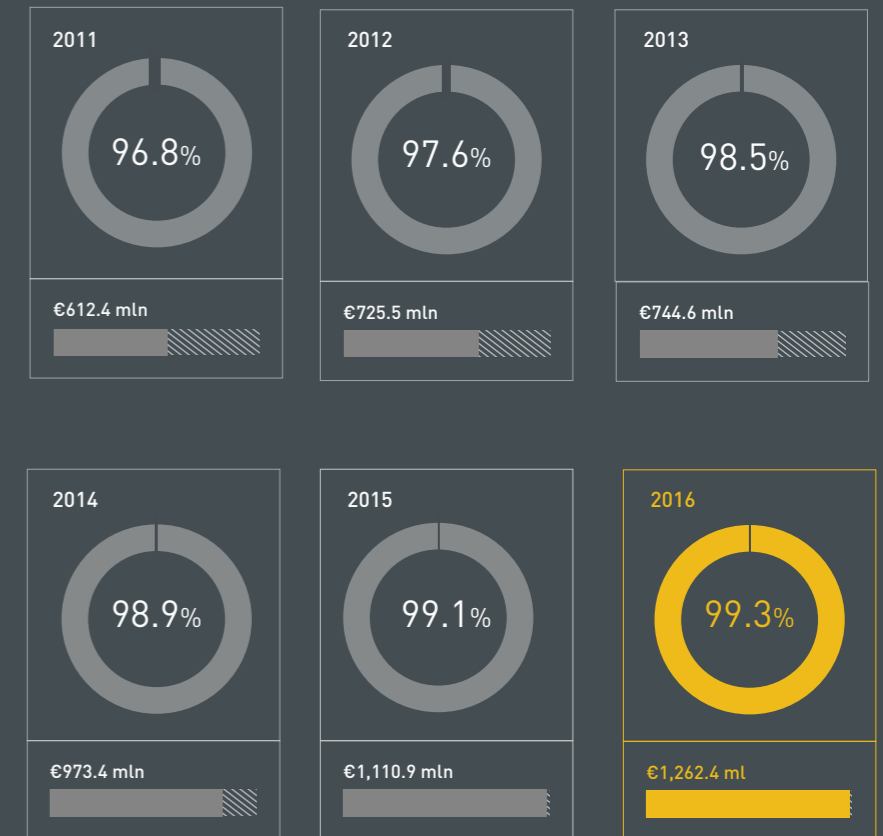 2011
96.8%
€612.4 mln
2012
97.6%
€725.5 mln
2013
98.5%
€744.6 mln
2014
98.9%
€973.4 mln
2015
99.1%
€1,110.9 mln
2016
99.3%
€1,262.4 ml